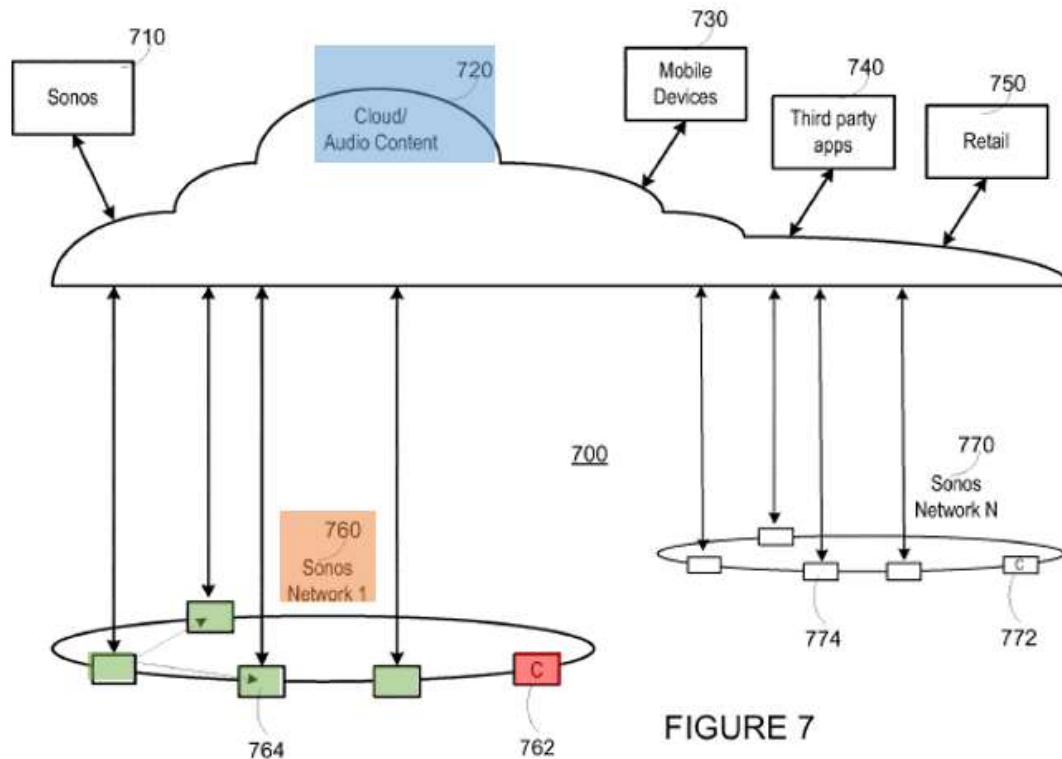 710
Sonos
720
Cloud/
Audio Content
730
Mobile
Devices
740
Third party
apps
750
Retail
700
770
Sonos
Network N
760
Sonos
Network 1
C
774
772
C
764
762
FIGURE 7